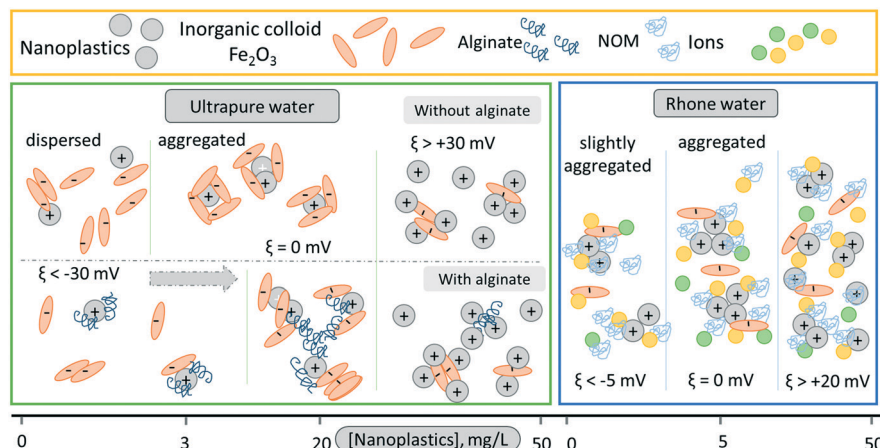 Nanoplastics
Inorganic colloid
Fe₂O₃
Alginate
NOM
Ions
Ultrapure water
Without alginate
dispersed
aggregated
ξ > +30 mV
ξ = 0 mV
ξ < -30 mV
With alginate
Rhone water
slightly
aggregated
aggregated
ξ < -5 mV
ξ = 0 mV
ξ > +20 mV
0
3
20
[Nanoplastics], mg/L
50
0
5
50